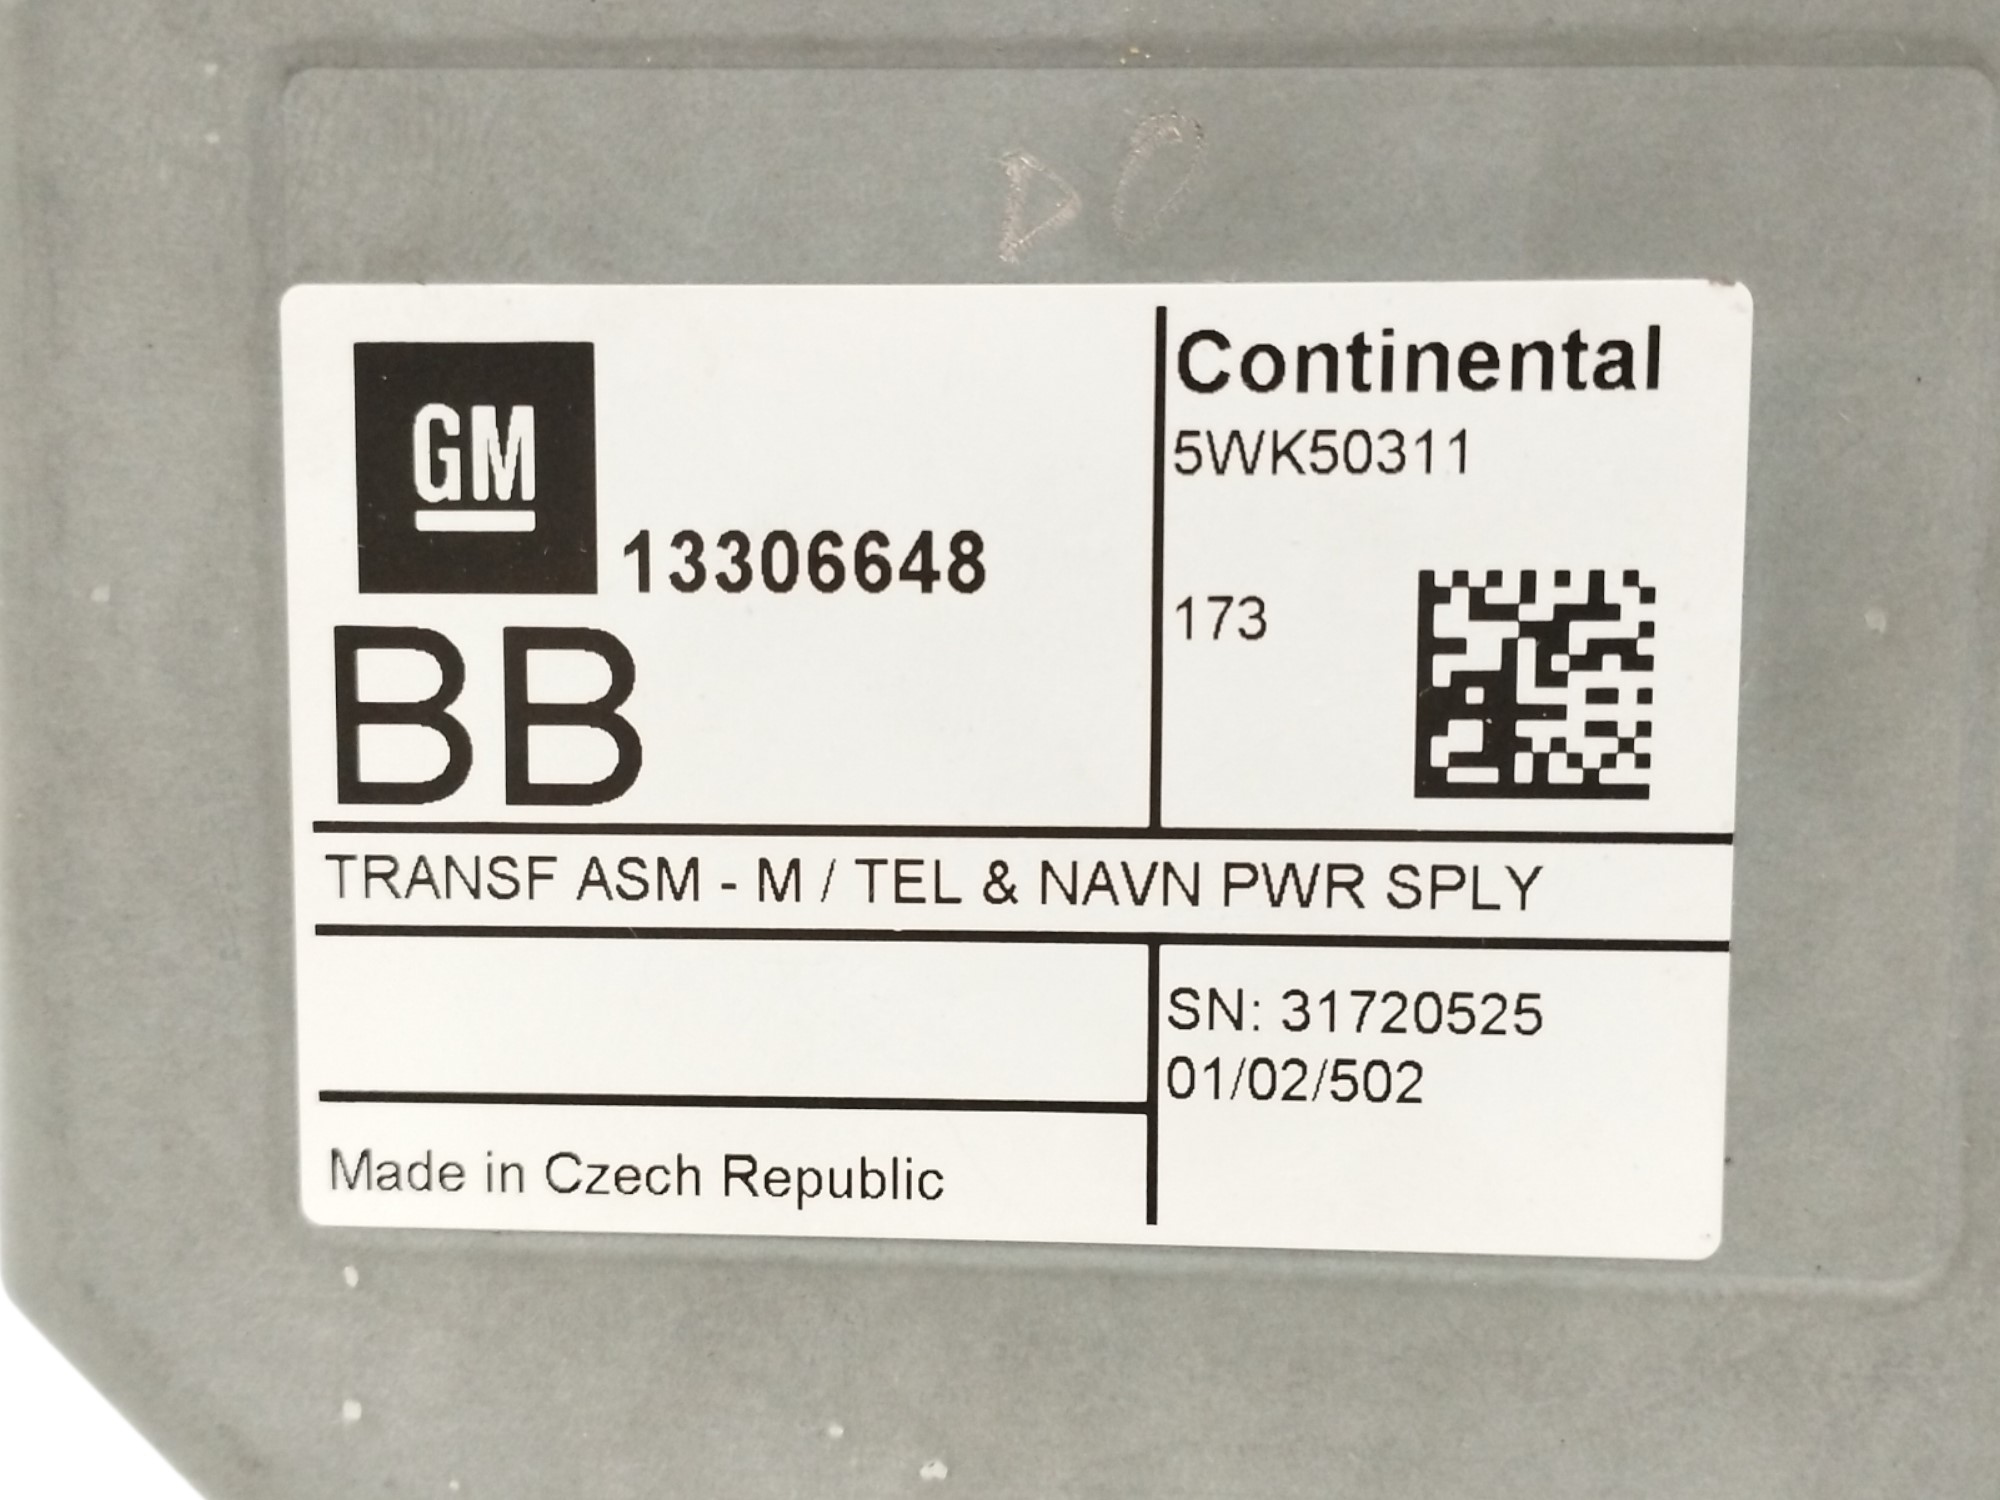 GM
13306648
BB
Continental
5WK50311
173
TRANSF ASM - M / TEL & NAVN PWR SPLY
SN: 31720525
01/02/502
Made in Czech Republic